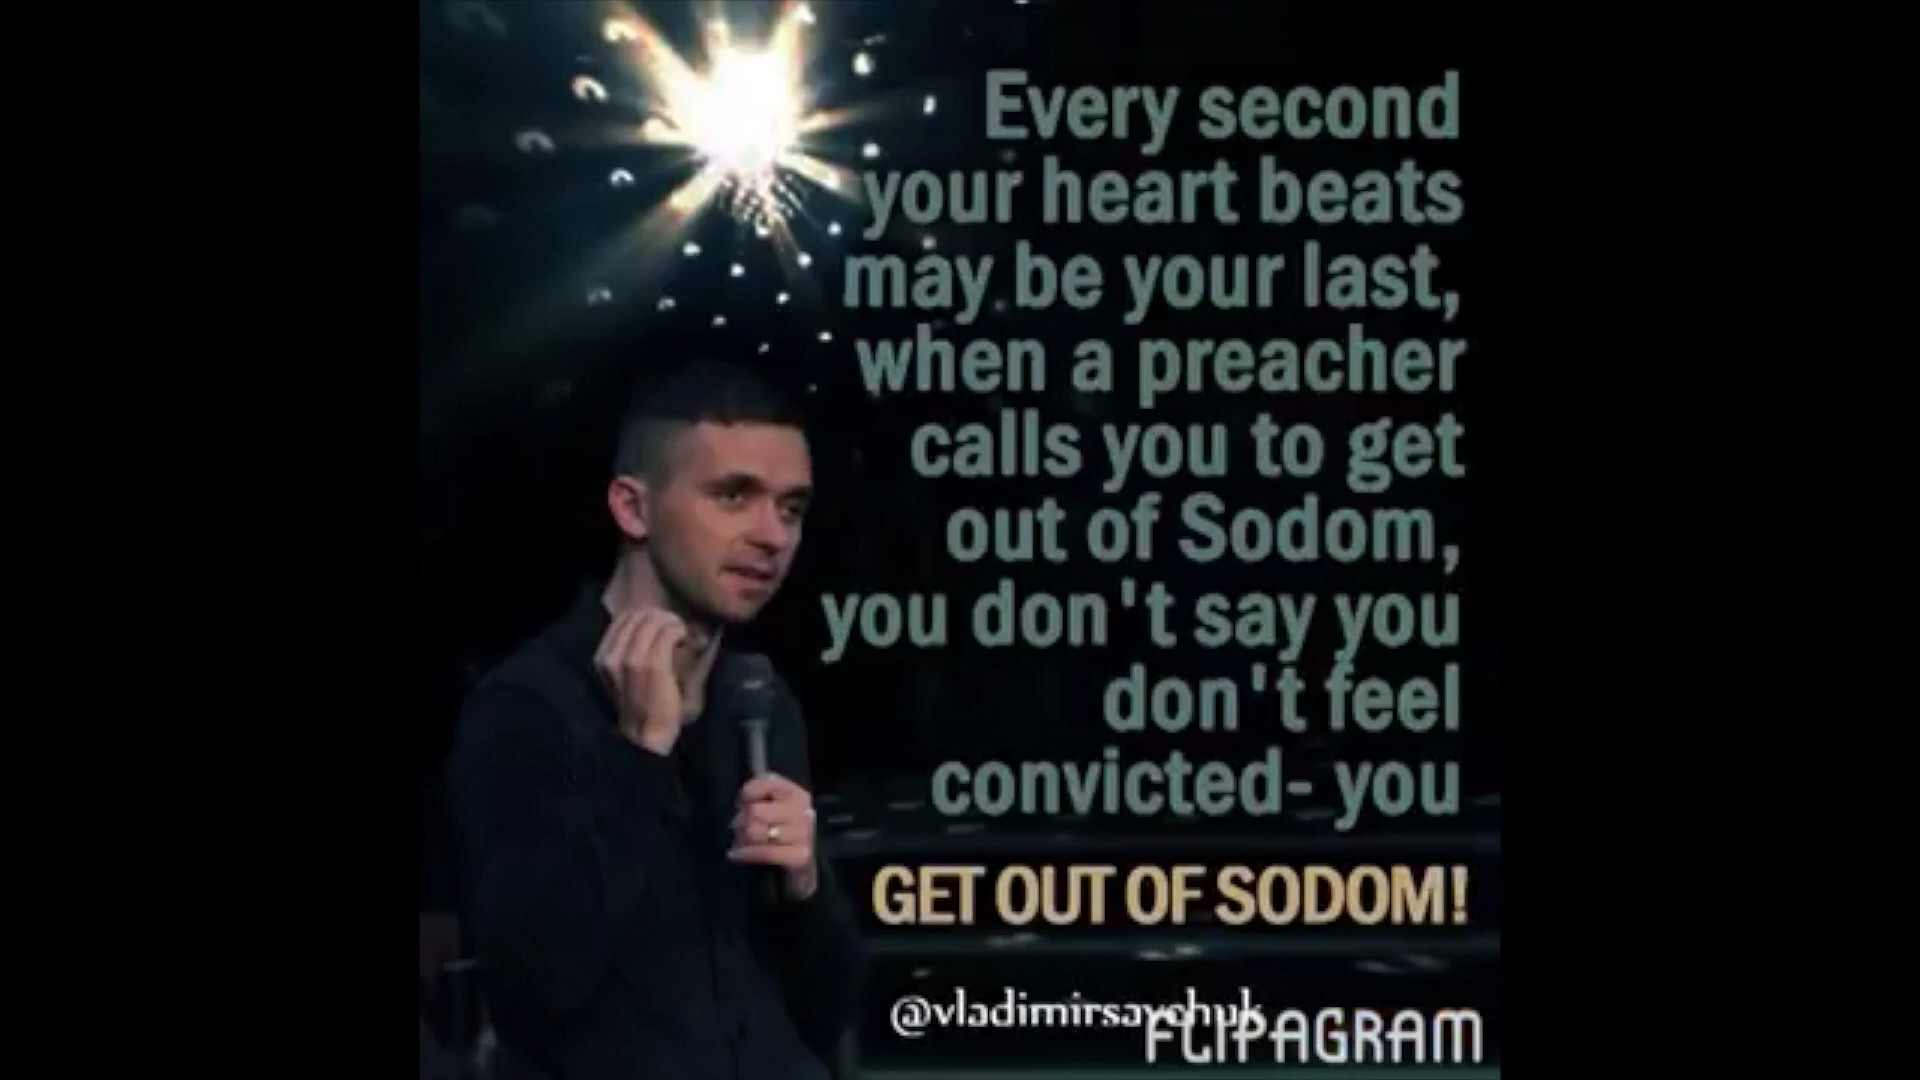 Every second
your heart beats
may be your last,
when a preacher
calls you to get
out of Sodom,
you don't say you
don't feel
convicted- you
GET OUT OF SODOM!
@vladimirsavchuk
FLIPAGRAM